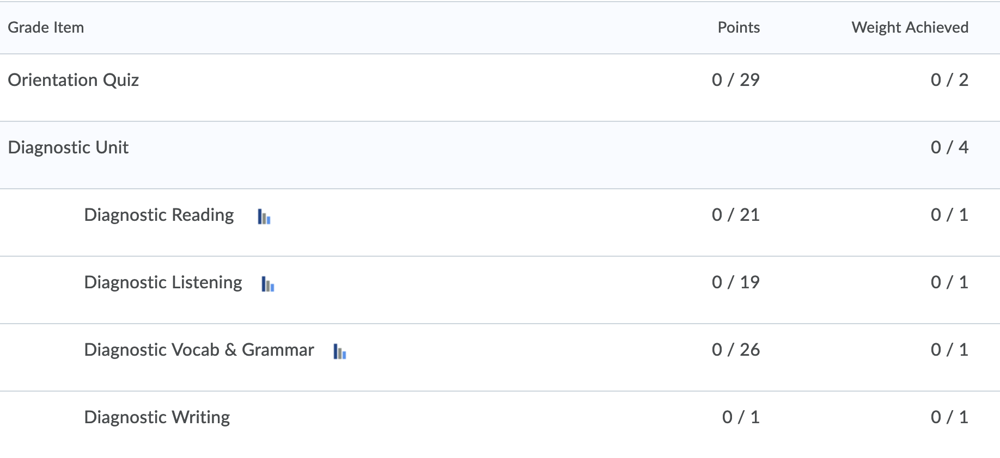 Grade Item Points Weight Achieved
Orientation Quiz 0 / 29 0 / 2
Diagnostic Unit 0 / 4
Diagnostic Reading 0 / 21 0 / 1
Diagnostic Listening 0 / 19 0 / 1
Diagnostic Vocab & Grammar 0 / 26 0 / 1
Diagnostic Writing 0 / 1 0 / 1